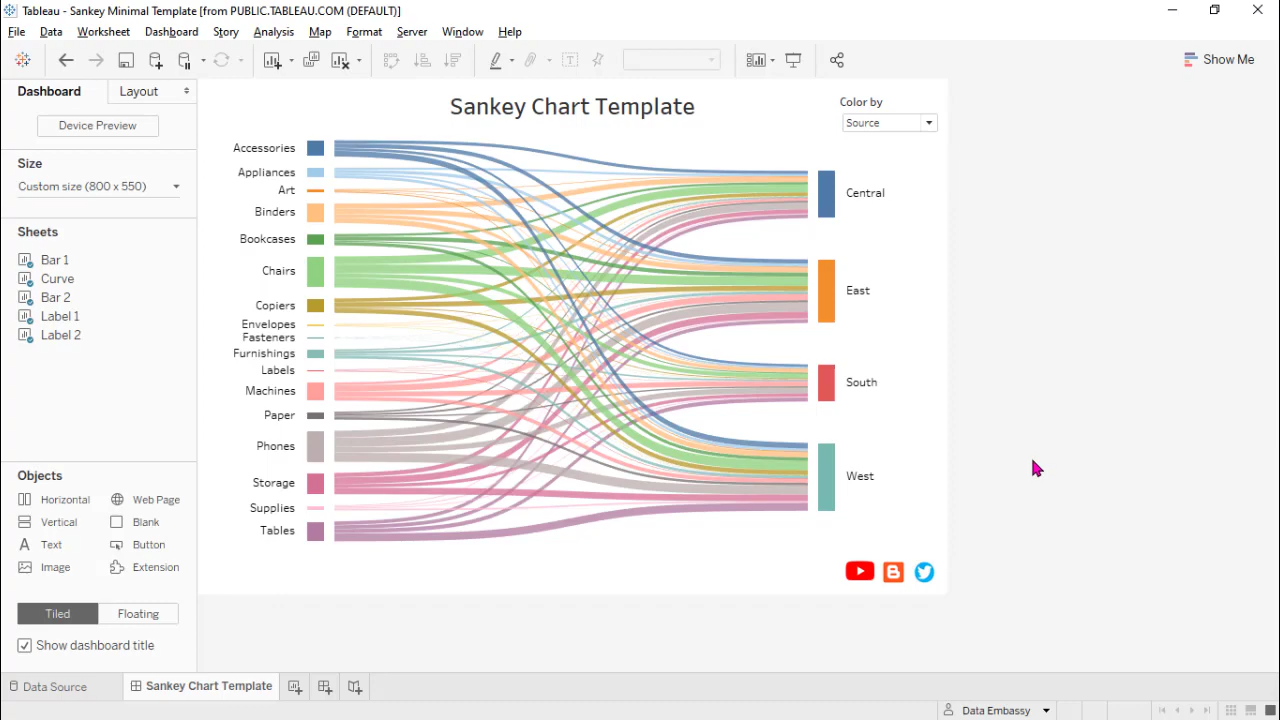 Tableau - Sankey Minimal Template [from PUBLIC.TABLEAU.COM (DEFAULT)]
File Data Worksheet Dashboard Story Analysis Map Format Server Window Help
Show Me
Dashboard Layout
Device Preview
Size
Custom size (800 x 550)
Sheets
Bar 1
Curve
Bar 2
Label 1
Label 2
Objects
Horizontal Web Page
Vertical Blank
Text Button
Image Extension
Tiled Floating
Show dashboard title
Sankey Chart Template
Color by
Source
Accessories
Appliances
Art
Binders
Bookcases
Chairs
Copiers
Envelopes
Fasteners
Furnishings
Labels
Machines
Paper
Phones
Storage
Supplies
Tables
Central
East
South
West
Data Source Sankey Chart Template
Data Embassy